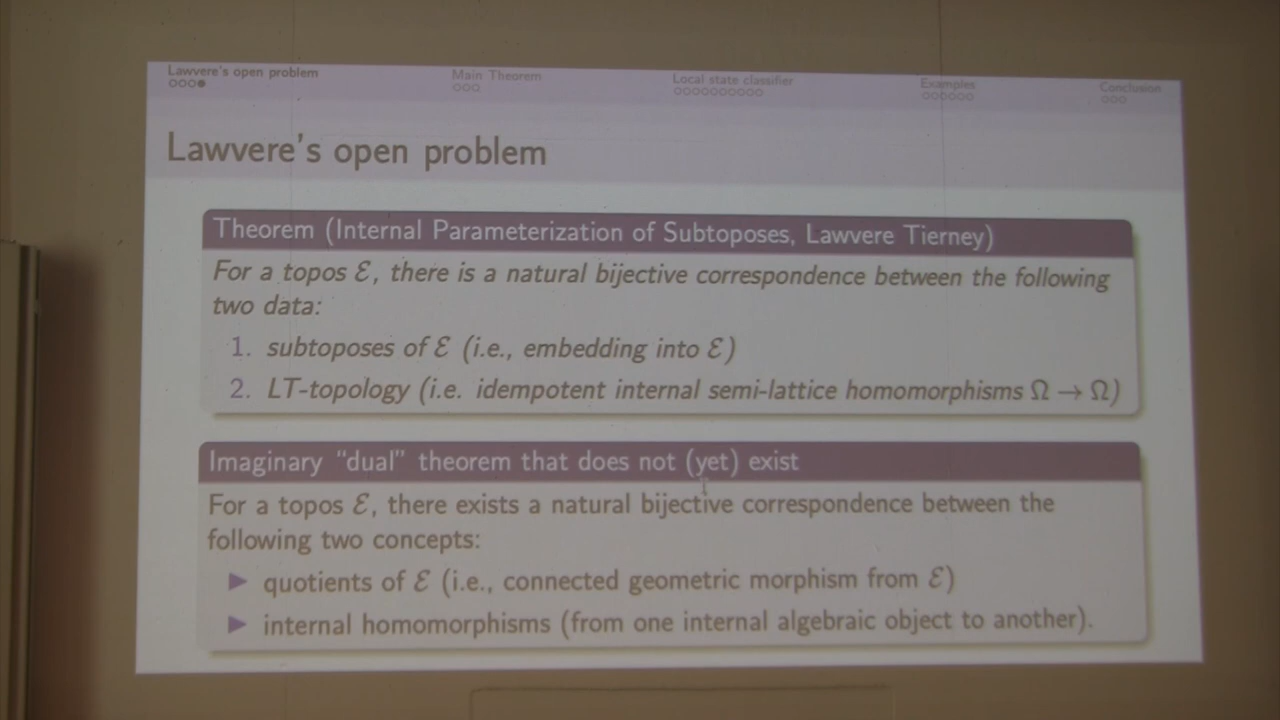 Lawvere's open problem Main Theorem Local state classifier Examples Conclusion
Lawvere's open problem
Theorem (Internal Parameterization of Subtoposes, Lawvere Tierney)
For a topos ℰ, there is a natural bijective correspondence between the following
two data:
1. subtoposes of ℰ (i.e., embedding into ℰ)
2. LT-topology (i.e. idempotent internal semi-lattice homomorphisms Ω → Ω)
Imaginary “dual” theorem that does not (yet) exist
For a topos ℰ, there exists a natural bijective correspondence between the
following two concepts:
▶ quotients of ℰ (i.e., connected geometric morphism from ℰ)
▶ internal homomorphisms (from one internal algebraic object to another).